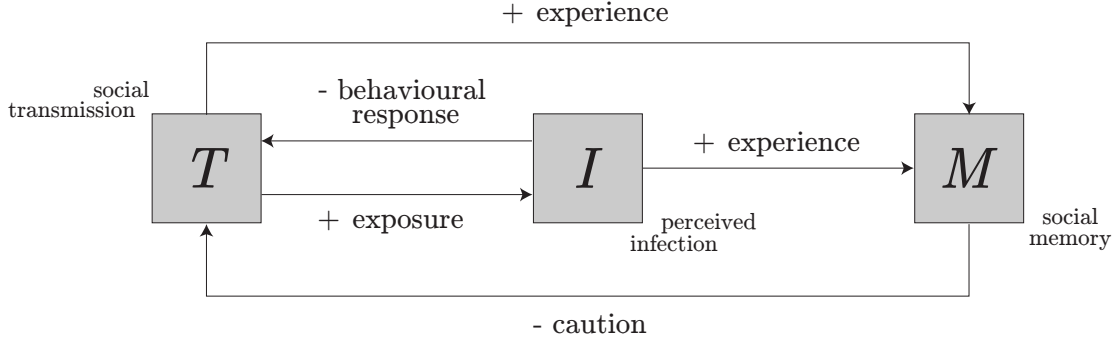 + experience
social
transmission
- behavioural
response
T
I
M
+ experience
+ exposure
perceived
infection
social
memory
- caution